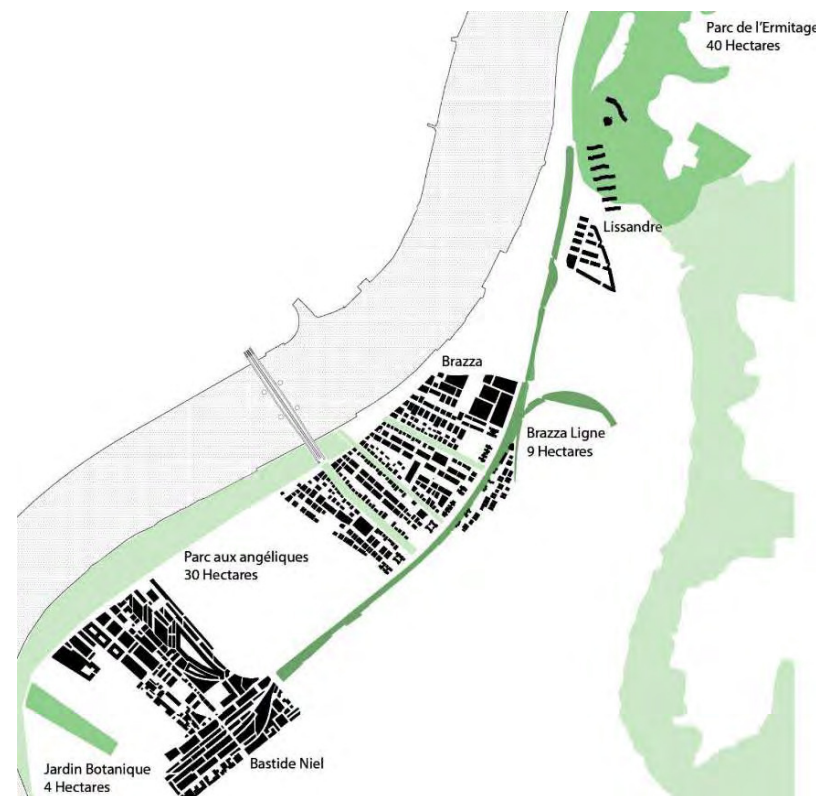 Parc de l'Ermitage
40 Hectares
Lissandre
Brazza
Brazza Ligne
9 Hectares
Parc aux angéliques
30 Hectares
Jardin Botanique
4 Hectares
Bastide Niel